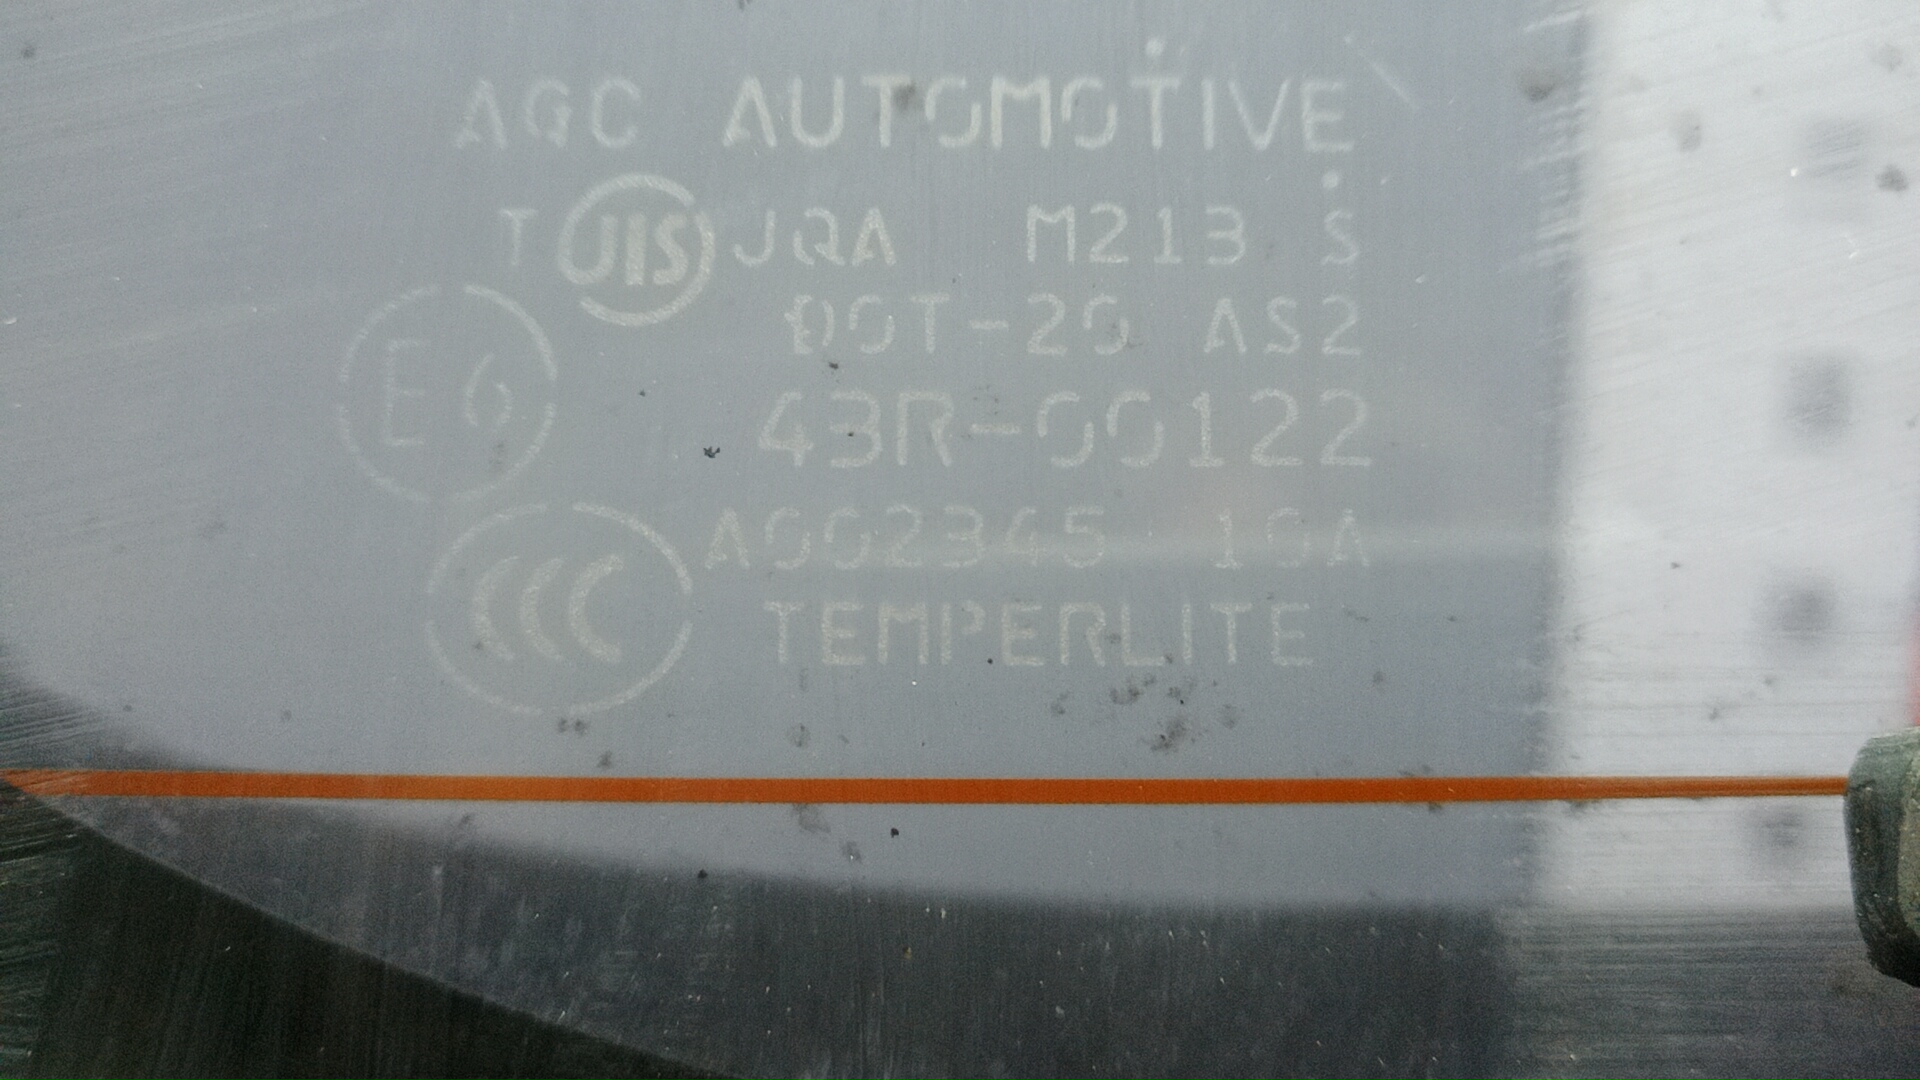 AGC AUTOMOTIVE
T JIS JQA M213 S
DOT-20 AS2
E6 43R-00122
CCC A002345 10A
TEMPERLITE